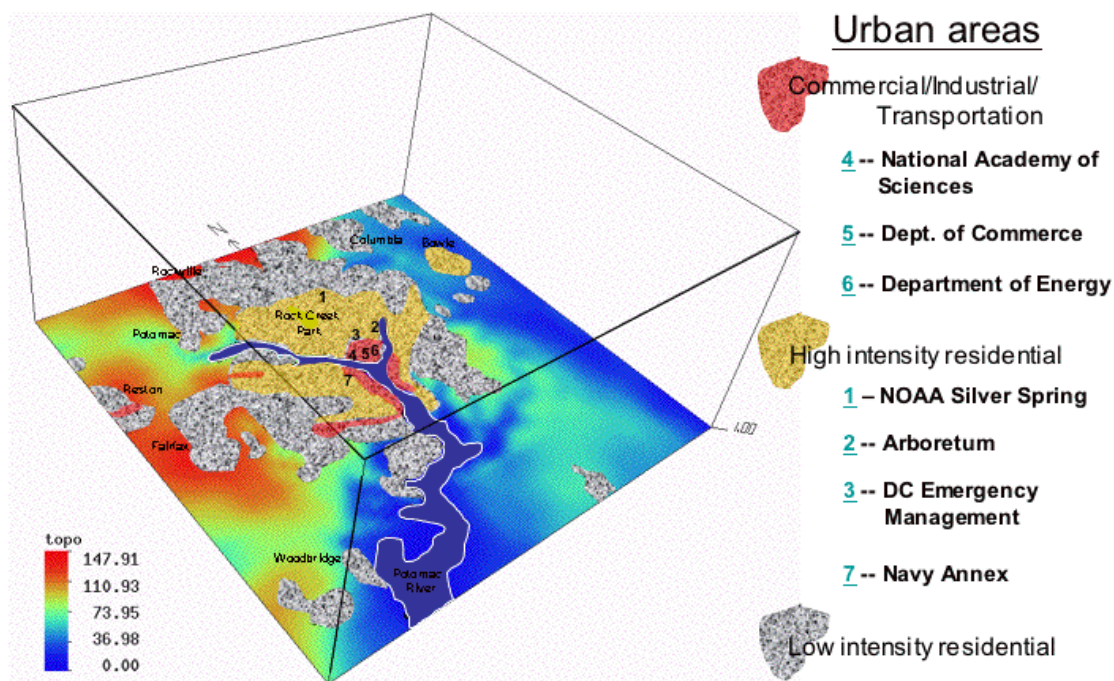 Urban areas
Commercial/Industrial/
Transportation
4 -- National Academy of
Sciences
5 -- Dept. of Commerce
6 -- Department of Energy
High intensity residential
1 – NOAA Silver Spring
2 -- Arboretum
3 -- DC Emergency
Management
7 -- Navy Annex
Low intensity residential
N
Columbia
Bowie
Rockville
1
Rock Creek
Park
2
3
Potomac
4 5 6
7
Reston
Fairfax
1.00
Woodbridge
Potomac
River
topo
147.91
110.93
73.95
36.98
0.00